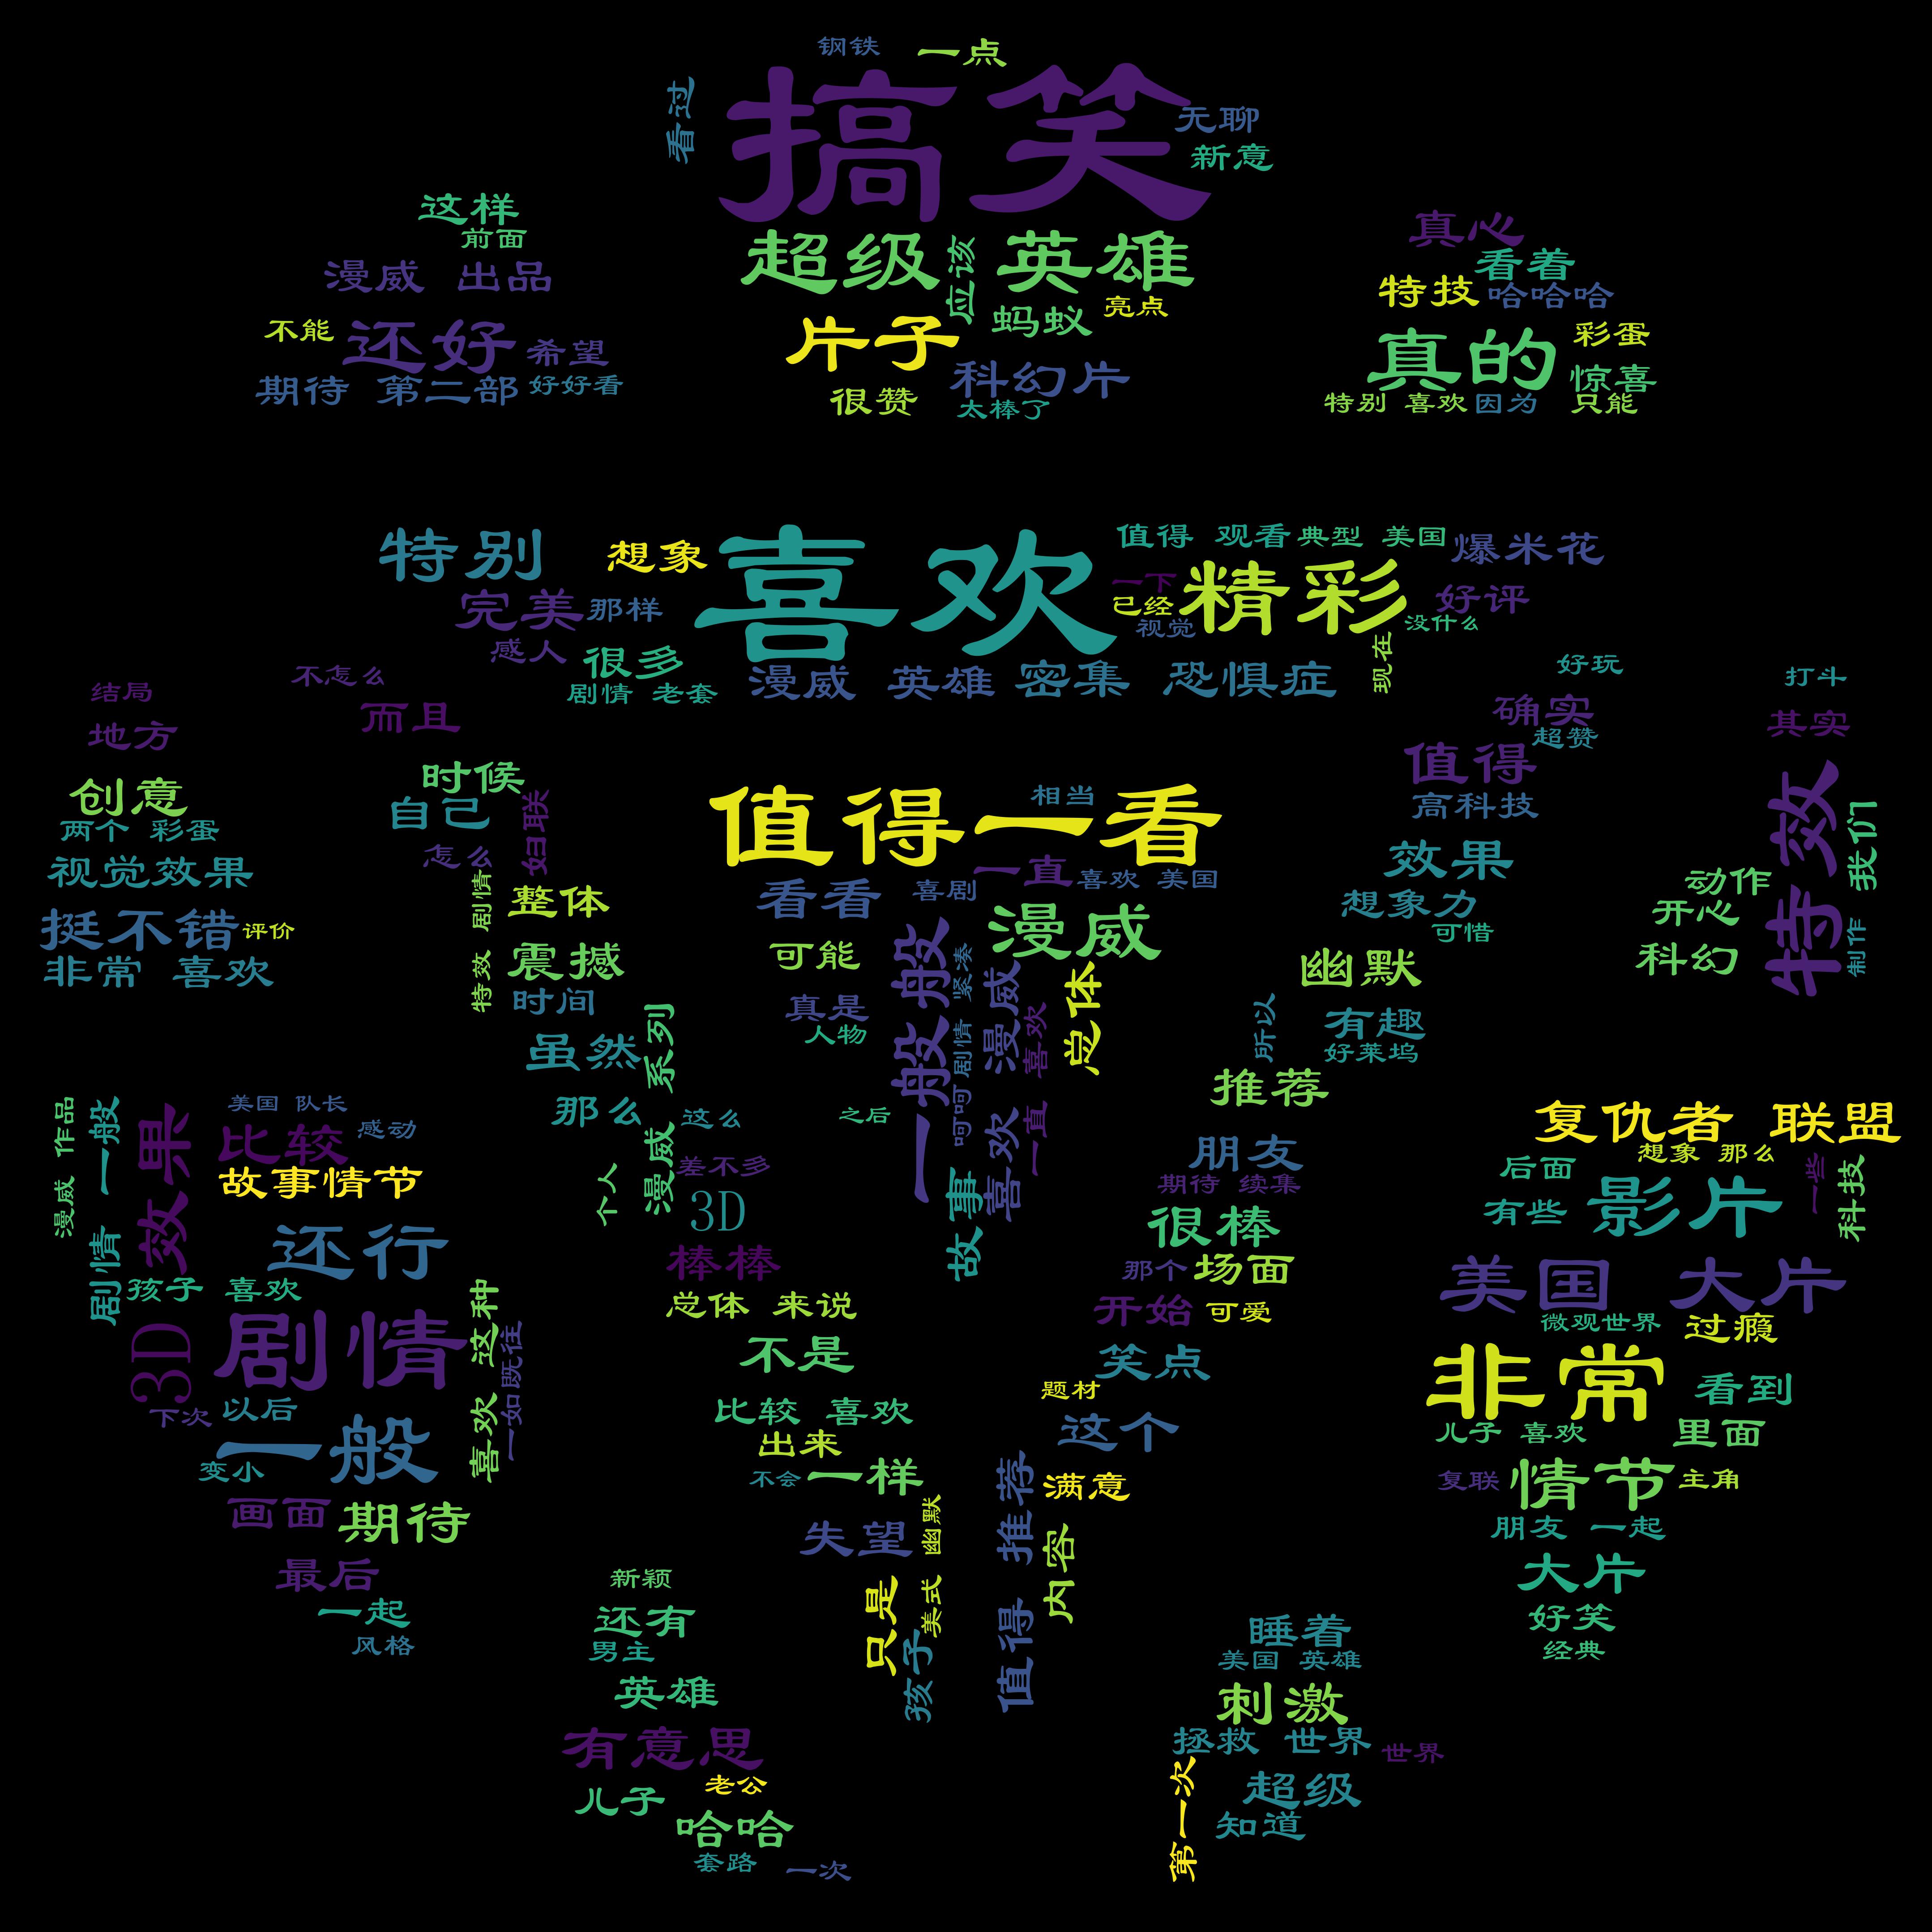 钢铁 一点
看过
搞笑
无聊
新意
这样
前面
漫威 出品
不能 还好 希望
期待 第二部 好好看
超级 英雄
应该
蚂蚁 亮点
片子
科幻片
很赞 太棒了
真心
看着
特技 哈哈哈
真的 彩蛋
惊喜
特别 喜欢 因为 只能
特别 想象 喜欢
值得 观看 典型 美国 爆米花
一下 精彩
已经
视觉
好评
没什么
现在
完美 那样
感人 很多
剧情 老套
漫威 英雄 密集 恐惧症
不怎么
而且
结局
地方
创意
两个 彩蛋
视觉效果
挺不错 评价
非常 喜欢
时候
自己
妇联
怎么
特效 剧情
整体
震撼
时间
虽然
漫威 系列
那么 这么
值得一看
相当
一直 喜欢 美国
看看 喜剧
漫威
可能
一般般
剧情 紧凑
喜欢 漫威
一直 喜欢
总体
真是
人物
呵呵
之后
故事
好玩
确实
超赞
值得
高科技
效果
想象力
可惜
幽默
有趣
好莱坞
所以
推荐
打斗
其实
特效
我们
动作
开心
科幻
制作
漫威 作品
剧情 一般
效果
美国 队长
比较 感动
故事情节
还行
孩子 喜欢
3D
剧情
喜欢 这种
一如既往
下次 以后
一般
变小
画面 期待
最后
一起
风格
个人
差不多
3D
棒棒
总体 来说
不是
比较 喜欢
出来
不会 一样
失望
美式 幽默
只是
孩子
朋友
期待 续集
很棒
那个 场面
开始 可爱
笑点
题材
这个
满意
值得 推荐
内容
复仇者 联盟
想象 那么
后面
一些
科技
有些 影片
美国 大片
微观世界 过瘾
非常 看到
儿子 喜欢 里面
复联 情节 主角
朋友 一起
大片
好笑
经典
新颖
还有
男主
英雄
有意思
老公
儿子
哈哈
套路 一次
睡着
美国 英雄
刺激
拯救 世界 世界
第一次
超级
知道